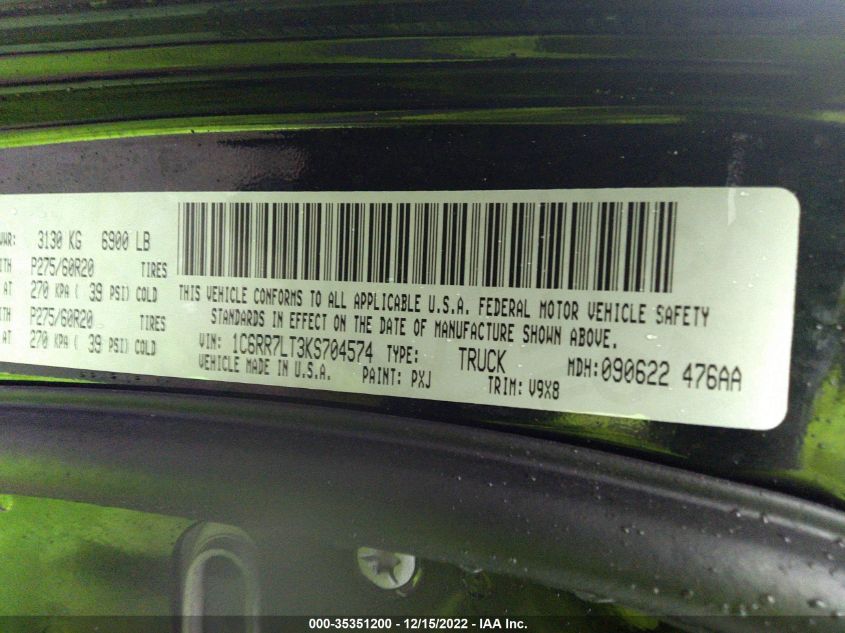 3130 KG 6900 LB
P275/60R20 TIRES
AT 270 KPA ( 39 PSI) COLD
P275/60R20 TIRES
AT 270 KPA ( 39 PSI) COLD
THIS VEHICLE CONFORMS TO ALL APPLICABLE U.S.A. FEDERAL MOTOR VEHICLE SAFETY
STANDARDS IN EFFECT ON THE DATE OF MANUFACTURE SHOWN ABOVE.
VIN: 1C6RR7LT3KS704574 TYPE: TRUCK MDH:090622 476AA
VEHICLE MADE IN U.S.A. PAINT: PXJ TRIM: V9X8
000-35351200 - 12/15/2022 - IAA Inc.